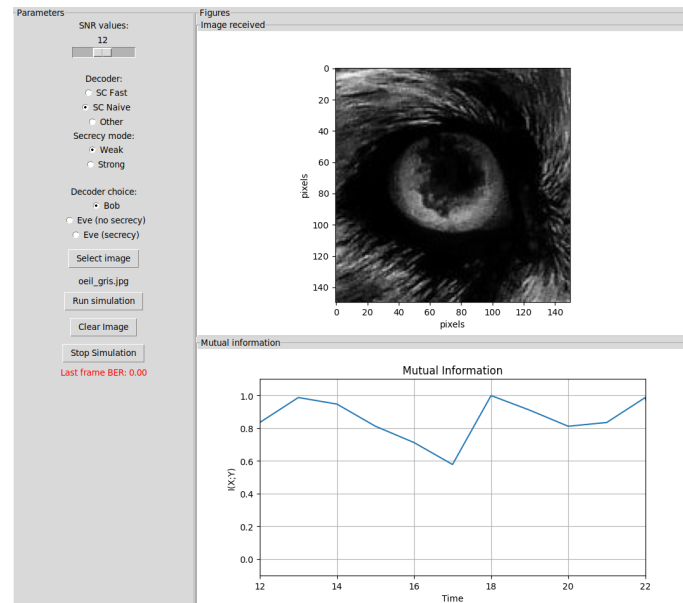 Parameters
SNR values:
12
Decoder:
SC Fast
SC Naive
Other
Secrecy mode:
Weak
Strong
Decoder choice:
Bob
Eve (no secrecy)
Eve (secrecy)
Select image
oeil_gris.jpg
Run simulation
Clear Image
Stop Simulation
Last frame BER: 0.00
Figures
Image received
0
20
40
60
80
100
120
140
pixels
0 20 40 60 80 100 120 140
pixels
Mutual information
Mutual Information
1.0
0.8
0.6
0.4
0.2
0.0
I(X;Y)
12 14 16 18 20 22
Time